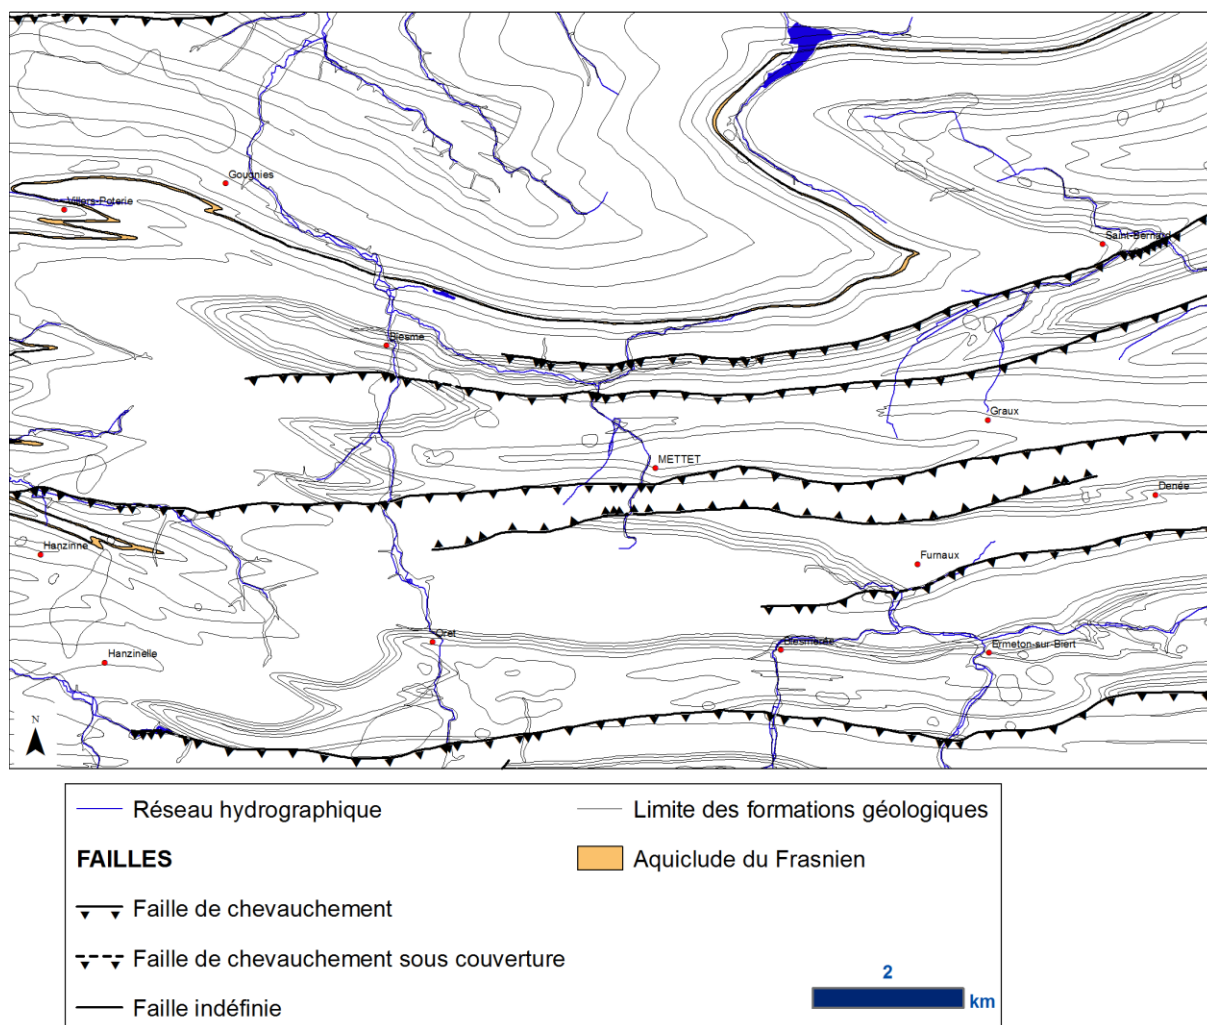 Gougnies
Villers-Poterie
Saint-Bernard
Biesme
Graux
METTET
Denée
Hanzinne
Furnaux
Oret
Biesmerée
Ermeton-sur-Biert
Hanzinelle
N
Réseau hydrographique
Limite des formations géologiques
FAILLES
Aquiclude du Frasnien
Faille de chevauchement
Faille de chevauchement sous couverture
Faille indéfinie
2
km